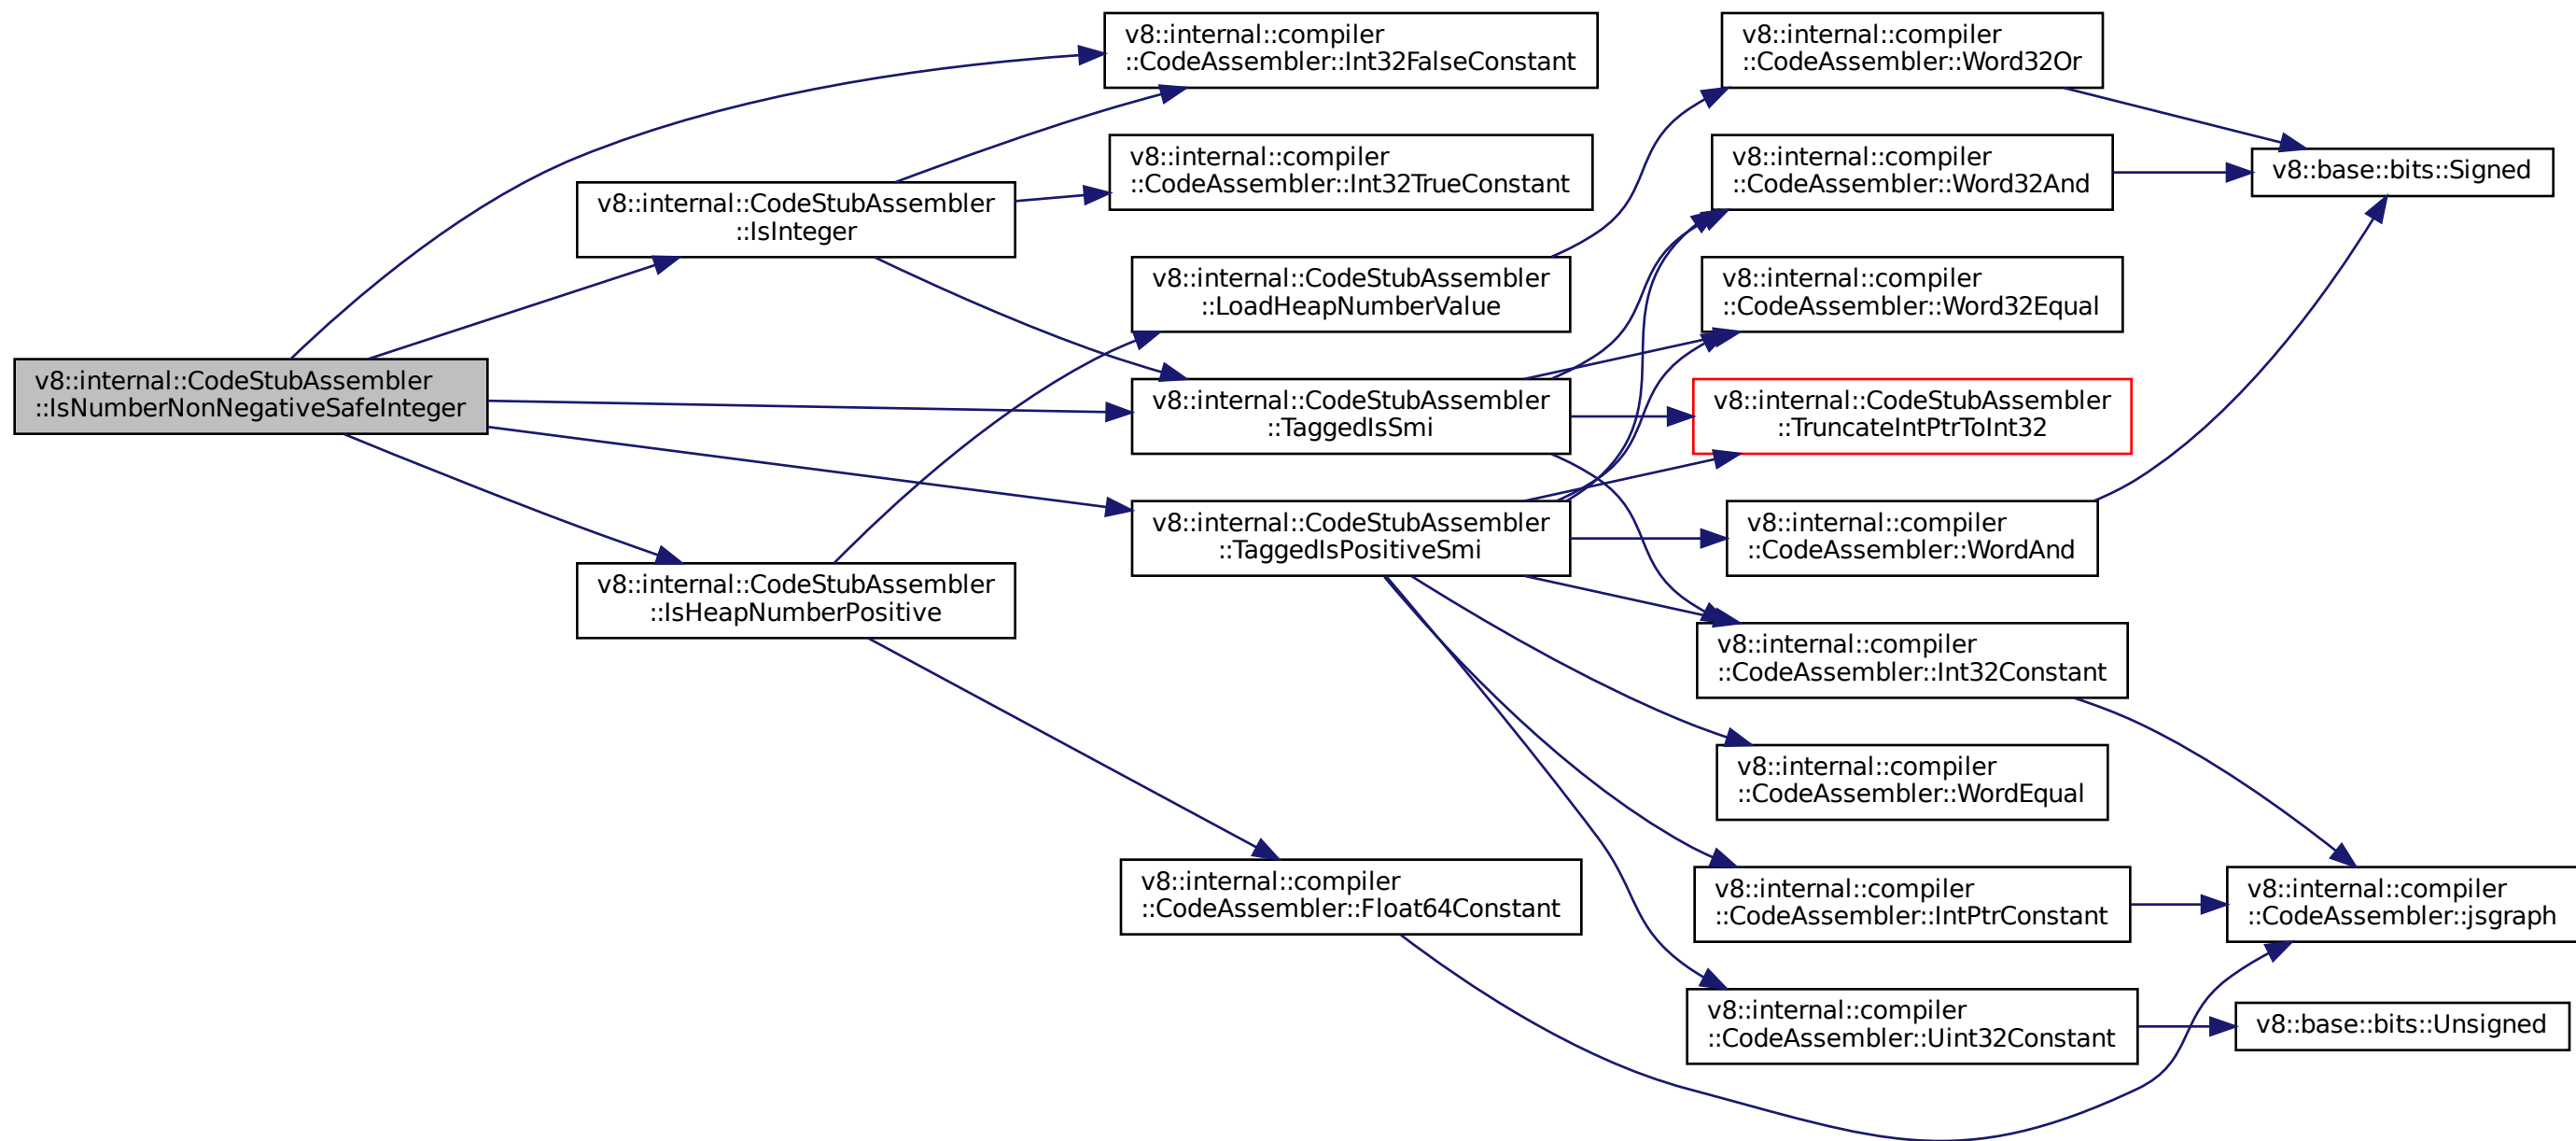 v8::internal::CodeStubAssembler
::IsNumberNonNegativeSafeInteger
v8::internal::CodeStubAssembler
::IsInteger
v8::internal::CodeStubAssembler
::IsHeapNumberPositive
v8::internal::compiler
::CodeAssembler::Int32FalseConstant
v8::internal::compiler
::CodeAssembler::Int32TrueConstant
v8::internal::CodeStubAssembler
::LoadHeapNumberValue
v8::internal::CodeStubAssembler
::TaggedIsSmi
v8::internal::CodeStubAssembler
::TaggedIsPositiveSmi
v8::internal::compiler
::CodeAssembler::Float64Constant
v8::internal::compiler
::CodeAssembler::Word32Or
v8::internal::compiler
::CodeAssembler::Word32And
v8::internal::compiler
::CodeAssembler::Word32Equal
v8::internal::CodeStubAssembler
::TruncateIntPtrToInt32
v8::internal::compiler
::CodeAssembler::WordAnd
v8::internal::compiler
::CodeAssembler::Int32Constant
v8::internal::compiler
::CodeAssembler::WordEqual
v8::internal::compiler
::CodeAssembler::IntPtrConstant
v8::internal::compiler
::CodeAssembler::Uint32Constant
v8::base::bits::Signed
v8::internal::compiler
::CodeAssembler::jsgraph
v8::base::bits::Unsigned